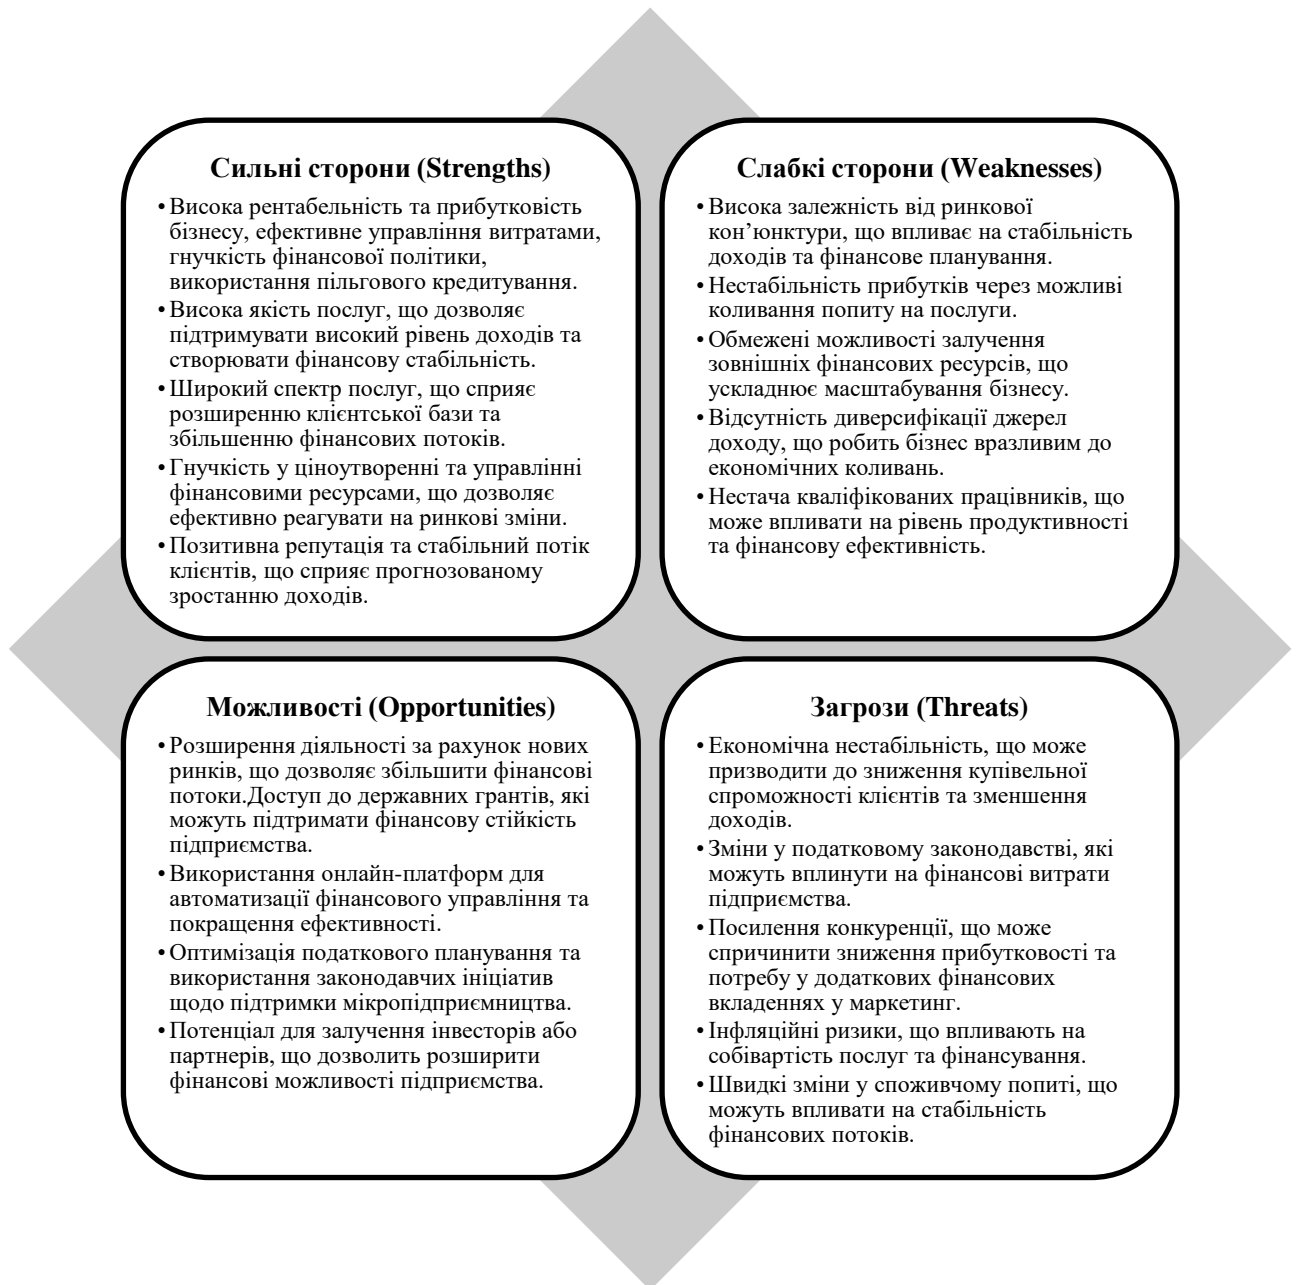 Сильні сторони (Strengths)
• Висока рентабельність та прибутковість
бізнесу, ефективне управління витратами,
гнучкість фінансової політики,
використання пільгового кредитування.
• Висока якість послуг, що дозволяє
підтримувати високий рівень доходів та
створювати фінансову стабільність.
• Широкий спектр послуг, що сприяє
розширенню клієнтської бази та
збільшенню фінансових потоків.
• Гнучкість у ціноутворенні та управлінні
фінансовими ресурсами, що дозволяє
ефективно реагувати на ринкові зміни.
• Позитивна репутація та стабільний потік
клієнтів, що сприяє прогнозованому
зростанню доходів.
Слабкі сторони (Weaknesses)
• Висока залежність від ринкової
кон’юнктури, що впливає на стабільність
доходів та фінансове планування.
• Нестабільність прибутків через можливі
коливання попиту на послуги.
• Обмежені можливості залучення
зовнішніх фінансових ресурсів, що
ускладнює масштабування бізнесу.
• Відсутність диверсифікації джерел
доходу, що робить бізнес вразливим до
економічних коливань.
• Нестача кваліфікованих працівників, що
може впливати на рівень продуктивності
та фінансову ефективність.
Можливості (Opportunities)
• Розширення діяльності за рахунок нових
ринків, що дозволяє збільшити фінансові
потоки.Доступ до державних грантів, які
можуть підтримати фінансову стійкість
підприємства.
• Використання онлайн-платформ для
автоматизації фінансового управління та
покращення ефективності.
• Оптимізація податкового планування та
використання законодавчих ініціатив
щодо підтримки мікропідприємництва.
• Потенціал для залучення інвесторів або
партнерів, що дозволить розширити
фінансові можливості підприємства.
Загрози (Threats)
• Економічна нестабільність, що може
призводити до зниження купівельної
спроможності клієнтів та зменшення
доходів.
• Зміни у податковому законодавстві, які
можуть вплинути на фінансові витрати
підприємства.
• Посилення конкуренції, що може
спричинити зниження прибутковості та
потребу у додаткових фінансових
вкладеннях у маркетинг.
• Інфляційні ризики, що впливають на
собівартість послуг та фінансування.
• Швидкі зміни у споживчому попиті, що
можуть впливати на стабільність
фінансових потоків.